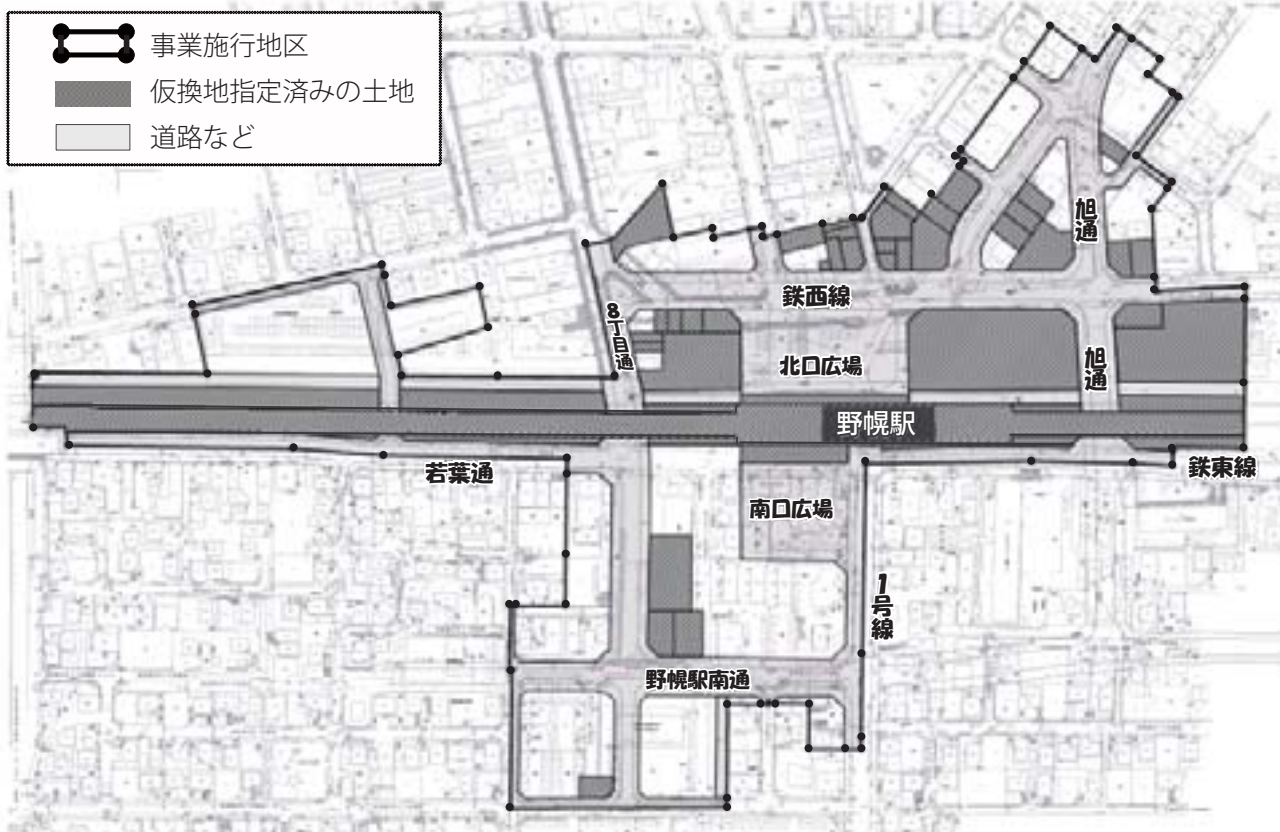 事業施行地区
仮換地指定済みの土地
道路など
旭通
鉄西線
8丁目通
北口広場
旭通
野幌駅
若葉通
鉄東線
南口広場
1号線
野幌駅南通